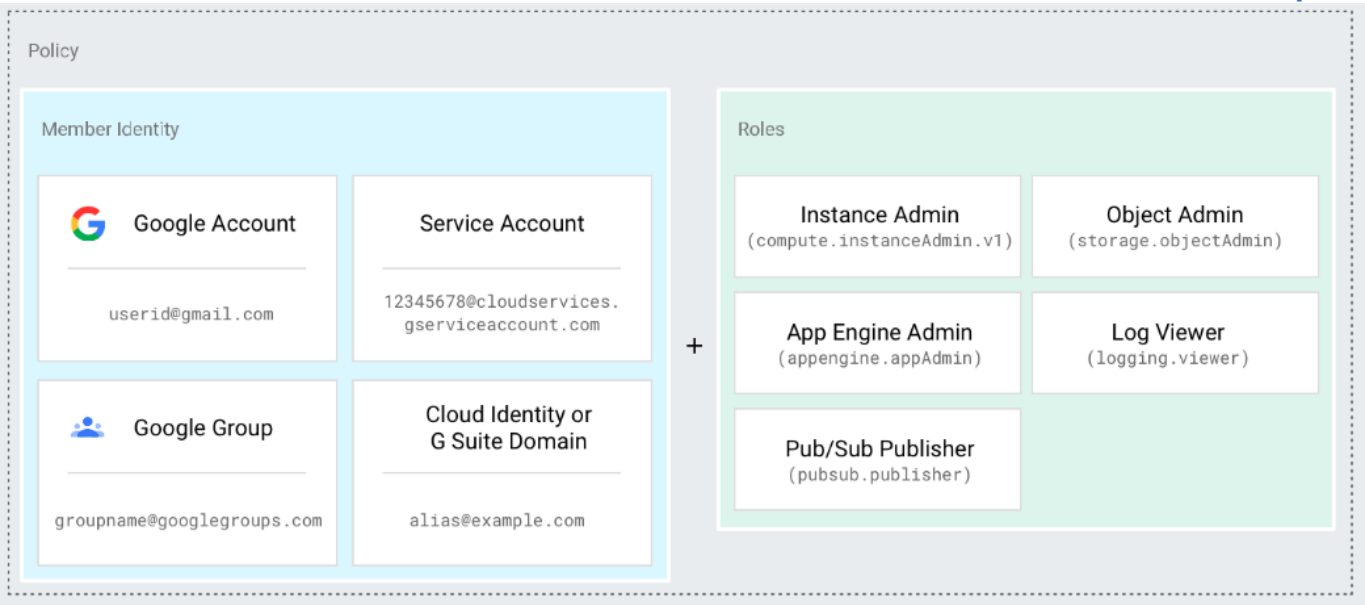 Policy
Member Identity
Google Account
userid@gmail.com
Service Account
12345678@cloudservices.
gserviceaccount.com
Google Group
groupname@googlegroups.com
Cloud Identity or
G Suite Domain
alias@example.com
+
Roles
Instance Admin
(compute.instanceAdmin.v1)
Object Admin
(storage.objectAdmin)
App Engine Admin
(appengine.appAdmin)
Log Viewer
(logging.viewer)
Pub/Sub Publisher
(pubsub.publisher)